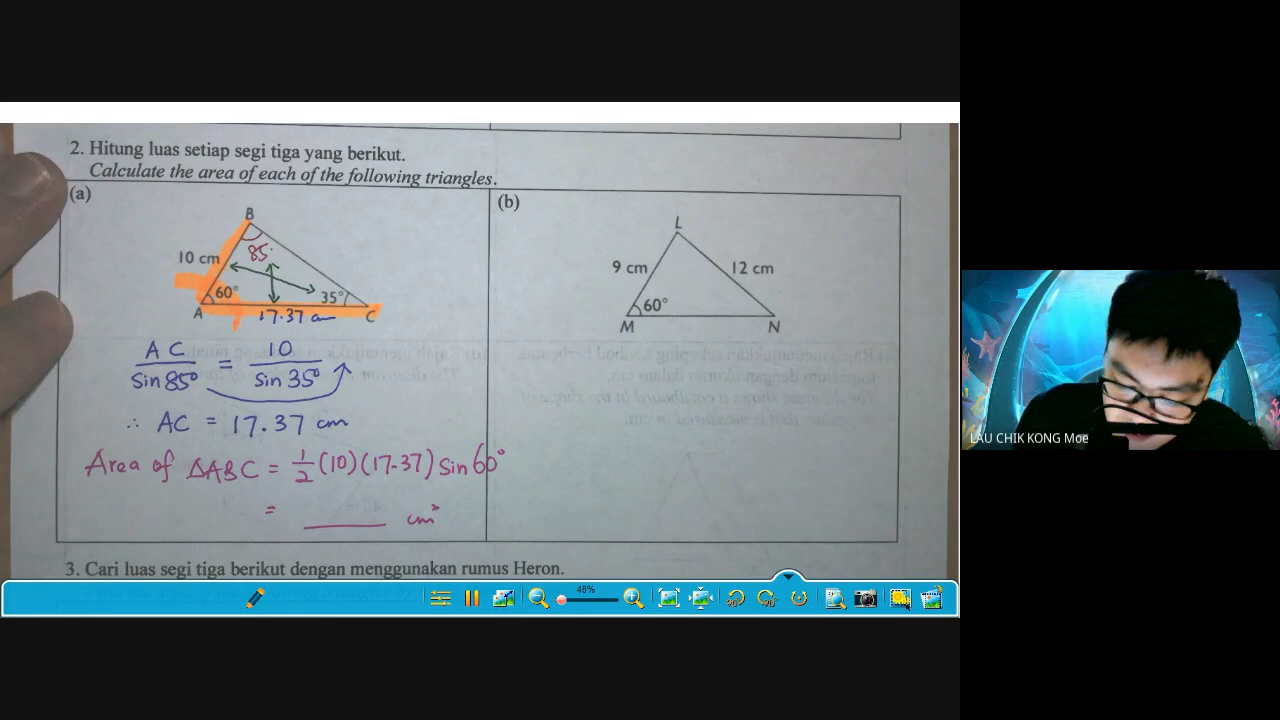 2. Hitung luas setiap segi tiga yang berikut.
Calculate the area of each of the following triangles.
(a)
B
10 cm
85°
60°
35°
A
17.37 cm
C
AC / Sin 85° = 10 / Sin 35°
∴ AC = 17.37 cm
Area of ΔABC = 1/2 (10)(17.37) Sin 60°
= ______ cm²
(b)
L
9 cm
12 cm
60°
M
N
3. Cari luas segi tiga berikut dengan menggunakan rumus Heron.
48%
LAU CHIK KONG Moe